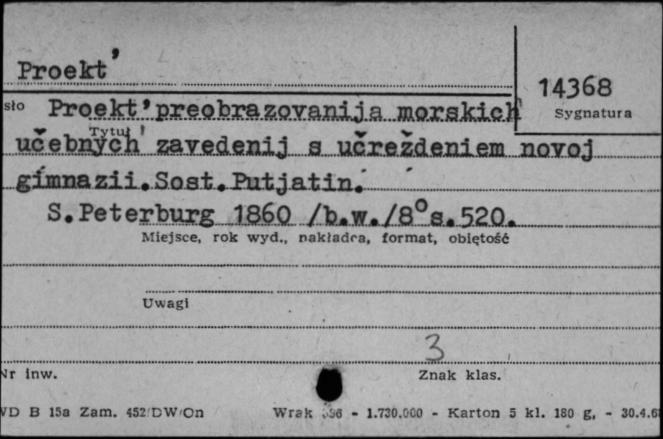 Proekt'
14368
Sygnatura
sło Proekt' preobrazovanija morskich
Tytuł
učebnych' zavedenij s učreždeniem novoj
gimnazii. Sost. Putjatin.
S. Peterburg 1860 /b.w./8° s. 520.
Miejsce, rok wyd., nakładca, format, objętość
Uwagi
3
Nr inw.
Znak klas.
WD B 15a Zam. 452/DW/On Wrak - 1.730.000 - Karton 5 kl. 180 g, - 30.4.6